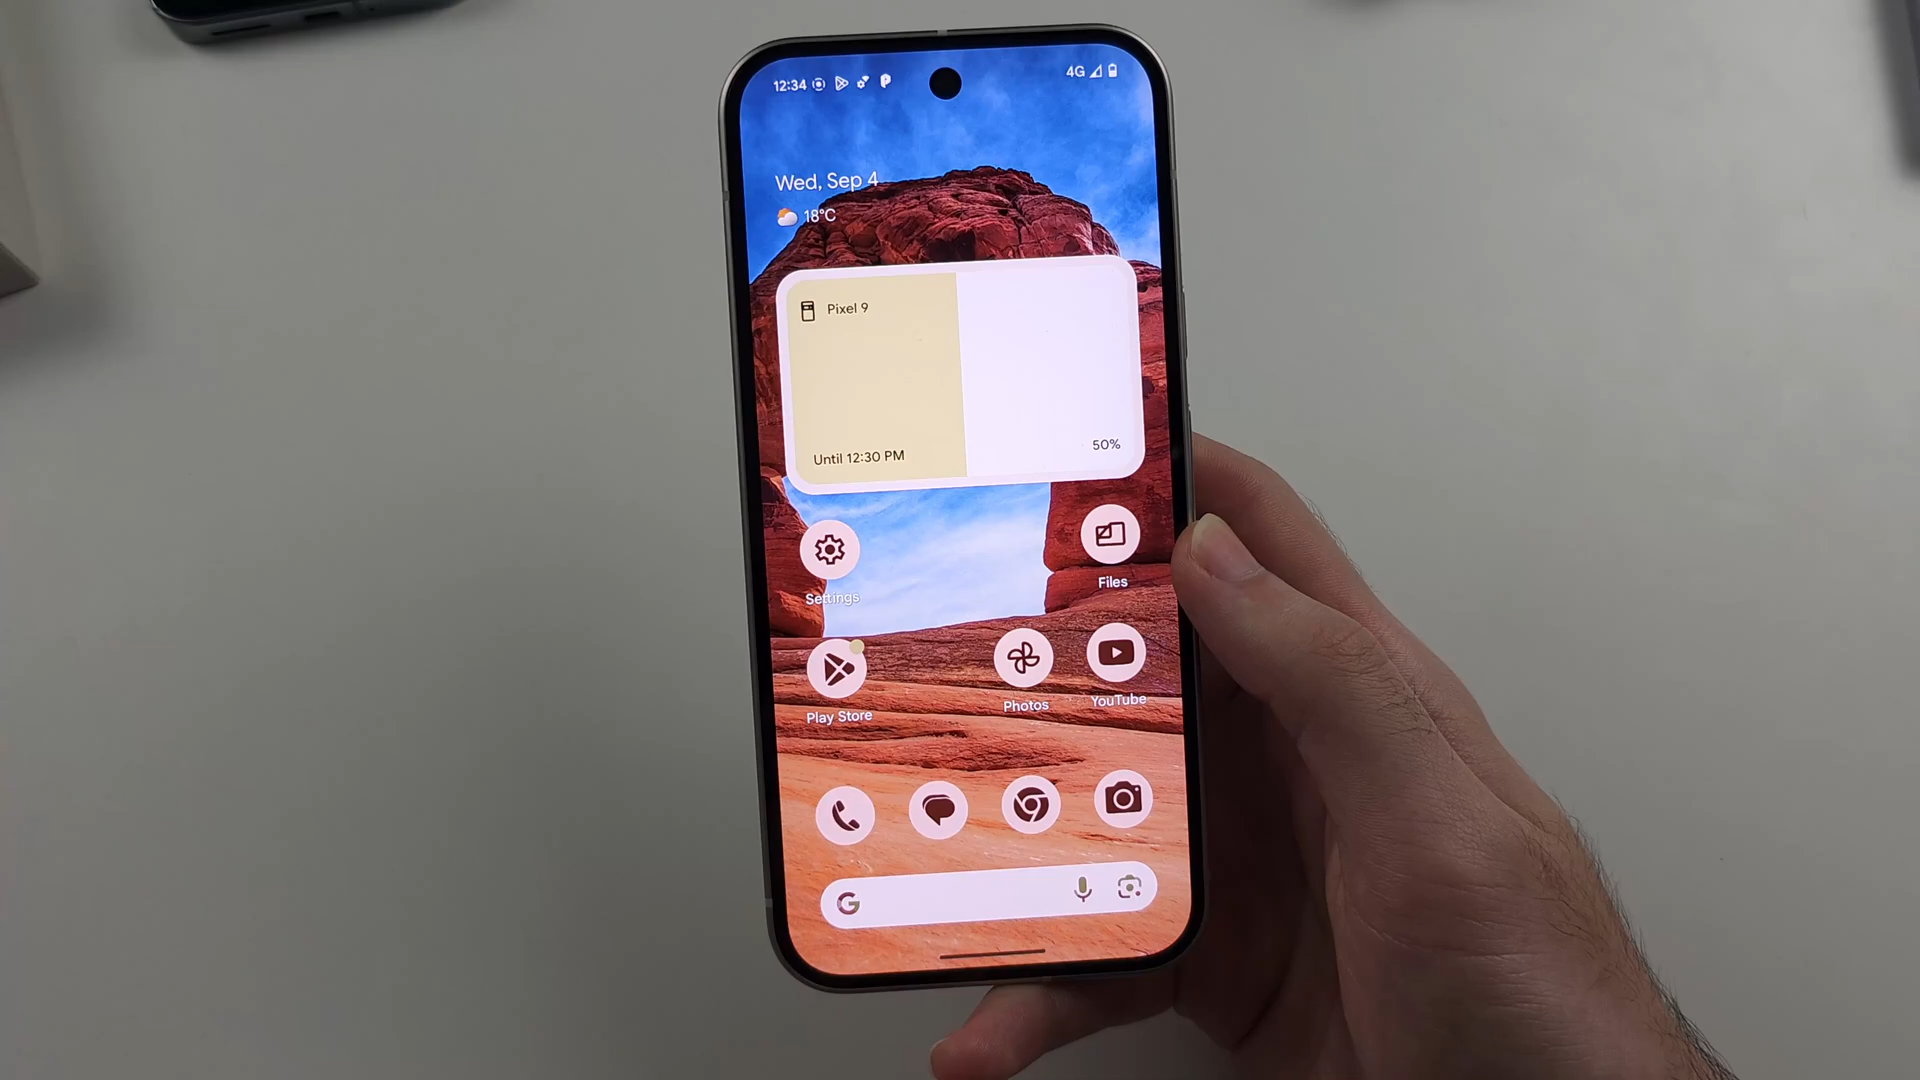 12:34
4G
Wed, Sep 4
18°C
Pixel 9
Until 12:30 PM
50%
Settings
Files
Play Store
Photos
YouTube
G